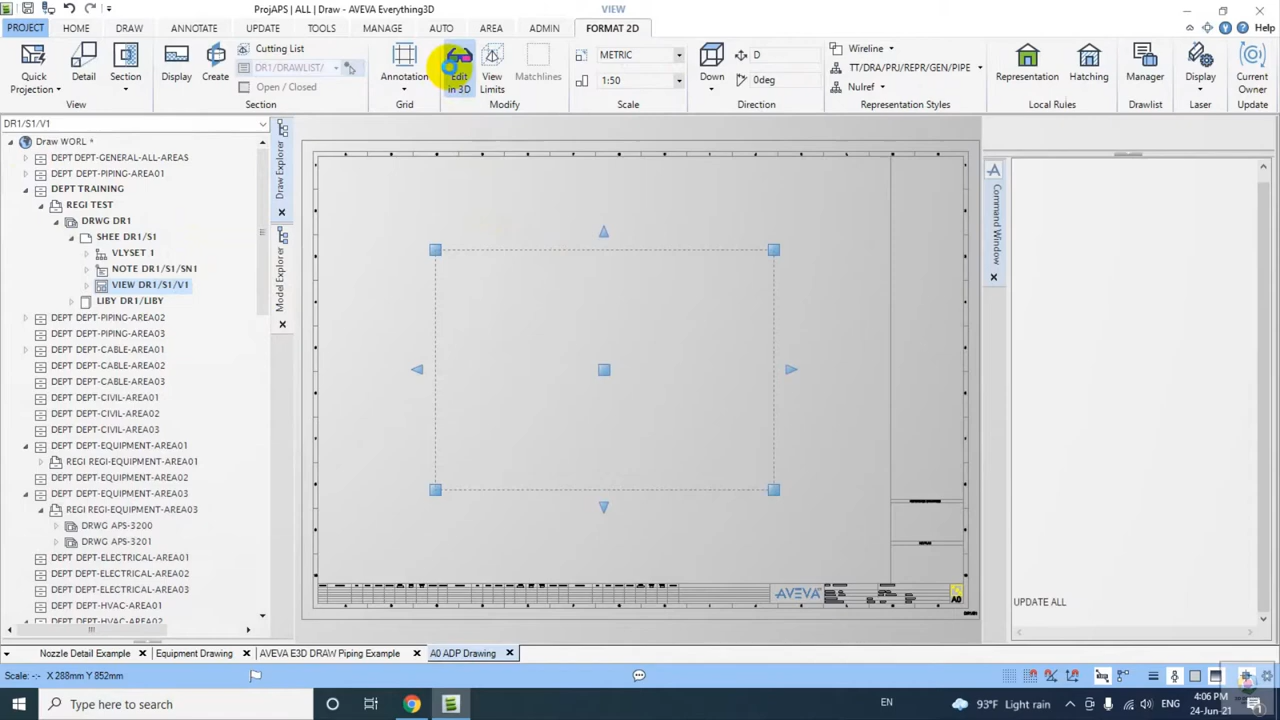 ProjAPS | ALL | Draw - AVEVA Everything3D
VIEW
PROJECT HOME DRAW ANNOTATE UPDATE TOOLS MANAGE AUTO AREA ADMIN FORMAT 2D
Help
Quick Projection
Detail
Section
View
Display
Create
Cutting List
DR1/DRAWLIST/
Open / Closed
Section
Annotation
Grid
Edit in 3D
View Limits
Matchlines
Modify
METRIC
1:50
Scale
Down
D
0deg
Direction
Wireline
TT/DRA/PRJ/REPR/GEN/PIPE
Nulref
Representation Styles
Properties
Hatching
Local Rules
Manager
Drawlist
Display
Laser
Current Owner
Update
DR1/S1/V1
Draw WORL *
DEPT DEPT-GENERAL-ALL-AREAS
DEPT DEPT-PIPING-AREA01
DEPT TRAINING
REGI TEST
DRWG DR1
SHEE DR1/S1
VLYSET 1
NOTE DR1/S1/SN1
VIEW DR1/S1/V1
LIBY DR1/LIBY
DEPT DEPT-PIPING-AREA02
DEPT DEPT-PIPING-AREA03
DEPT DEPT-CABLE-AREA01
DEPT DEPT-CABLE-AREA02
DEPT DEPT-CABLE-AREA03
DEPT DEPT-CIVIL-AREA01
DEPT DEPT-CIVIL-AREA02
DEPT DEPT-CIVIL-AREA03
DEPT DEPT-EQUIPMENT-AREA01
REGI REGI-EQUIPMENT-AREA01
DEPT DEPT-EQUIPMENT-AREA02
DEPT DEPT-EQUIPMENT-AREA03
REGI REGI-EQUIPMENT-AREA03
DRWG APS-3200
DRWG APS-3201
DEPT DEPT-ELECTRICAL-AREA01
DEPT DEPT-ELECTRICAL-AREA02
DEPT DEPT-ELECTRICAL-AREA03
DEPT DEPT-HVAC-AREA01
Draw Explorer
Model Explorer
AVEVA
A0
Command Window
UPDATE ALL
Nozzle Detail Example
Equipment Drawing
AVEVA E3D DRAW Piping Example
A0 ADP Drawing
Scale: -:- X 288mm Y 852mm
Type here to search
EN
93°F Light rain
ENG
4:06 PM
24-Jun-21